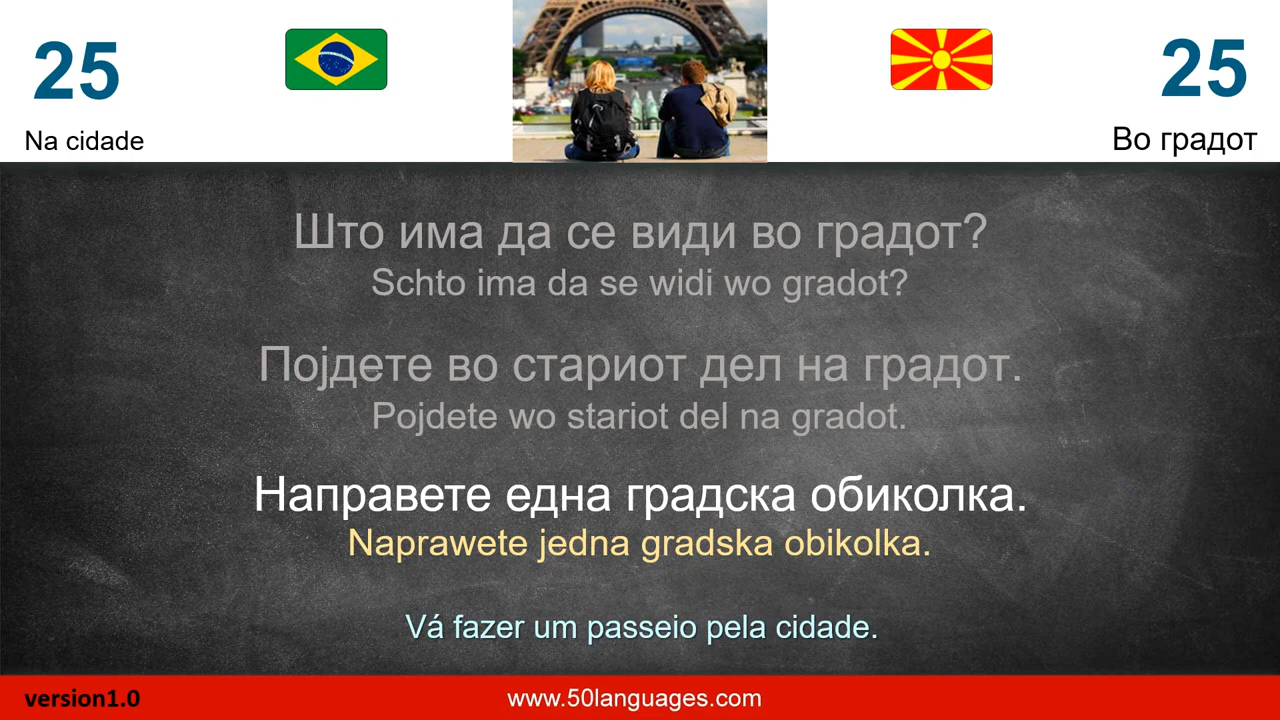 25
25
Na cidade
Во градот
Што има да се види во градот?
Schto ima da se widi wo gradot?
Појдете во стариот дел на градот.
Pojdete wo stariot del na gradot.
Направете една градска обиколка.
Naprawete jedna gradska obikolka.
Vá fazer um passeio pela cidade.
version1.0
www.50languages.com